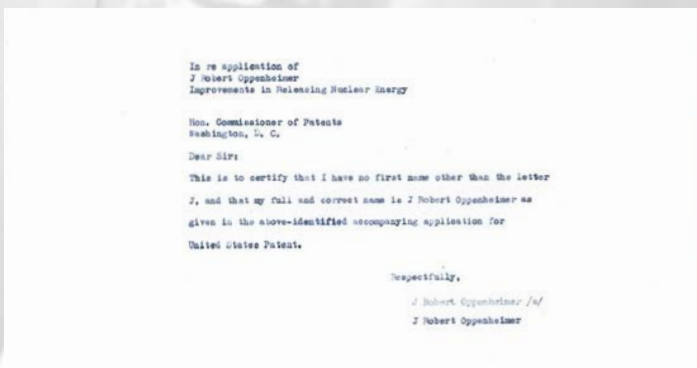 In re application of
J Robert Oppenheimer
Improvements in Releasing Nuclear Energy
Hon. Commissioner of Patents
Washington, D. C.
Dear Sir:
This is to certify that I have no first name other than the letter
J, and that my full and correct name is J Robert Oppenheimer as
given in the above-identified accompanying application for
United States Patent.
Respectfully,
J Robert Oppenheimer /s/
J Robert Oppenheimer